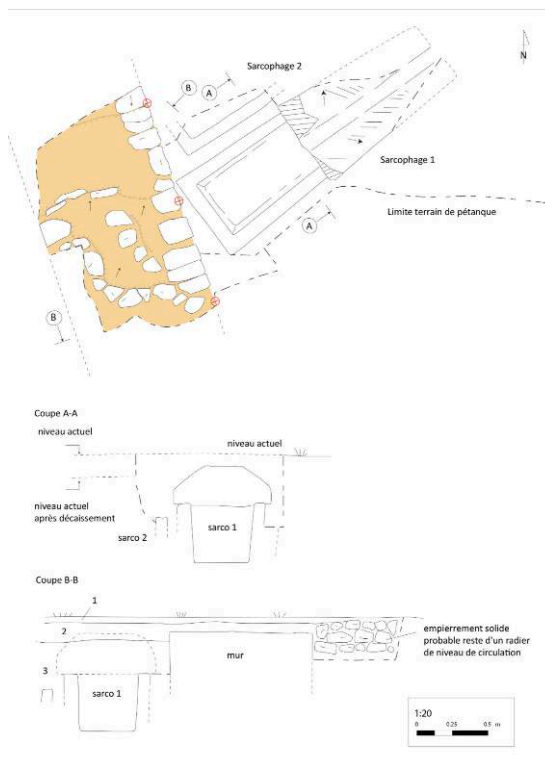 N
B
A
Sarcophage 2
Sarcophage 1
A
Limite terrain de pétanque
B
Coupe A-A
niveau actuel
niveau actuel
niveau actuel
après décaissement
sarco 2
sarco 1
Coupe B-B
1
2
3
sarco 1
mur
empierrement solide
probable reste d'un radier
de niveau de circulation
1:20
0 0.25 0.5 m